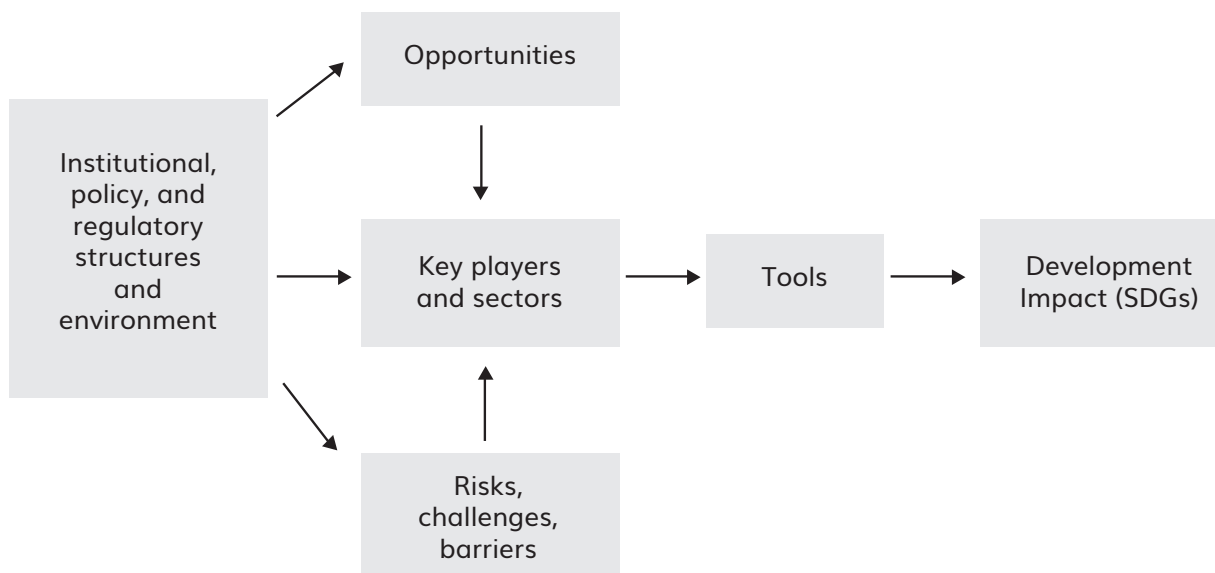 Opportunities
Institutional,
policy, and
regulatory
structures
and
environment
Key players
and sectors
Tools
Development
Impact (SDGs)
Risks,
challenges,
barriers